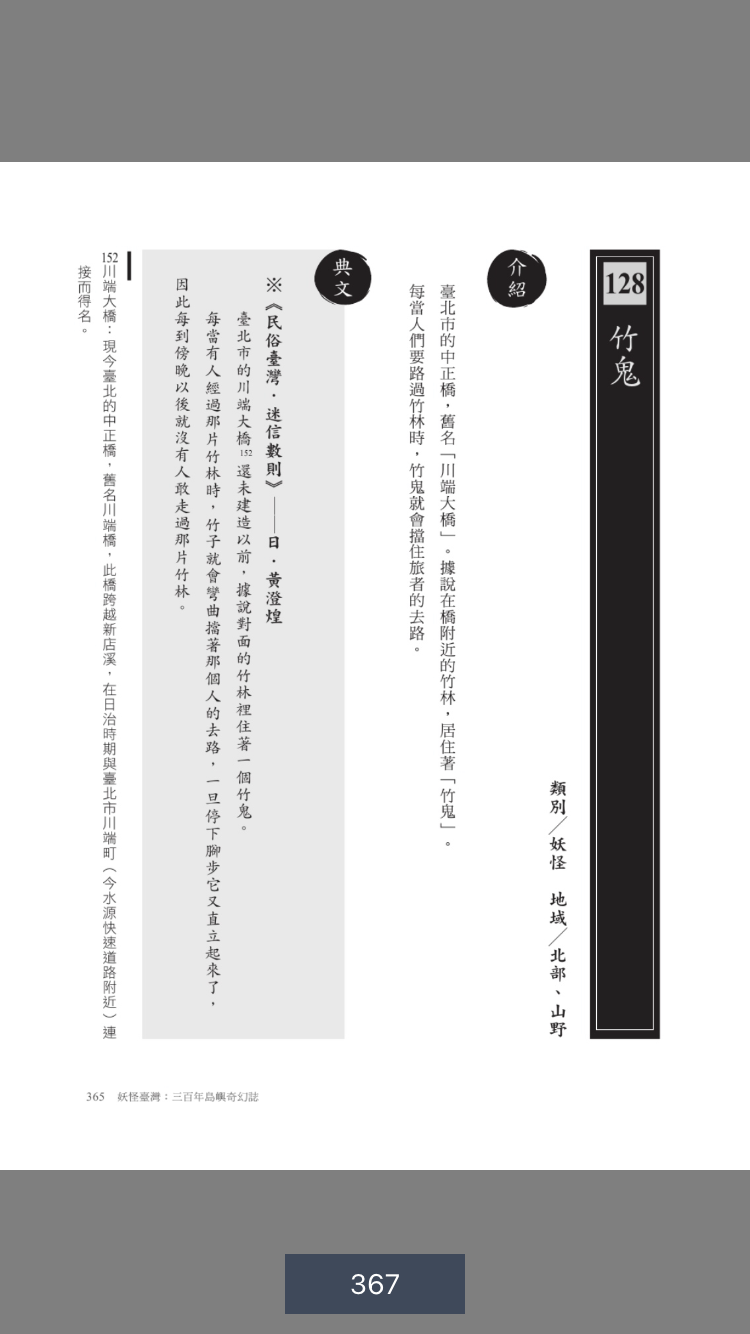 128
竹鬼
類別／妖怪　地域／北部、山野
介紹
臺北市的中正橋，舊名「川端大橋」。據說在橋附近的竹林，居住著「竹鬼」。
每當人們要路過竹林時，竹鬼就會擋住旅者的去路。
典文
※《民俗臺灣．迷信數則》——日．黃澄煌
臺北市的川端大橋152還未建造以前，據說對面的竹林裡住著一個竹鬼。
每當有人經過那片竹林時，竹子就會彎曲擋著那個人的去路，一旦停下腳步它又直立起來了，
因此每到傍晚以後就沒有人敢走過那片竹林。
152川端大橋：現今臺北的中正橋，舊名川端橋，此橋跨越新店溪，在日治時期與臺北市川端町（今水源快速道路附近）連
接而得名。
365　妖怪臺灣：三百年島嶼奇幻誌
367